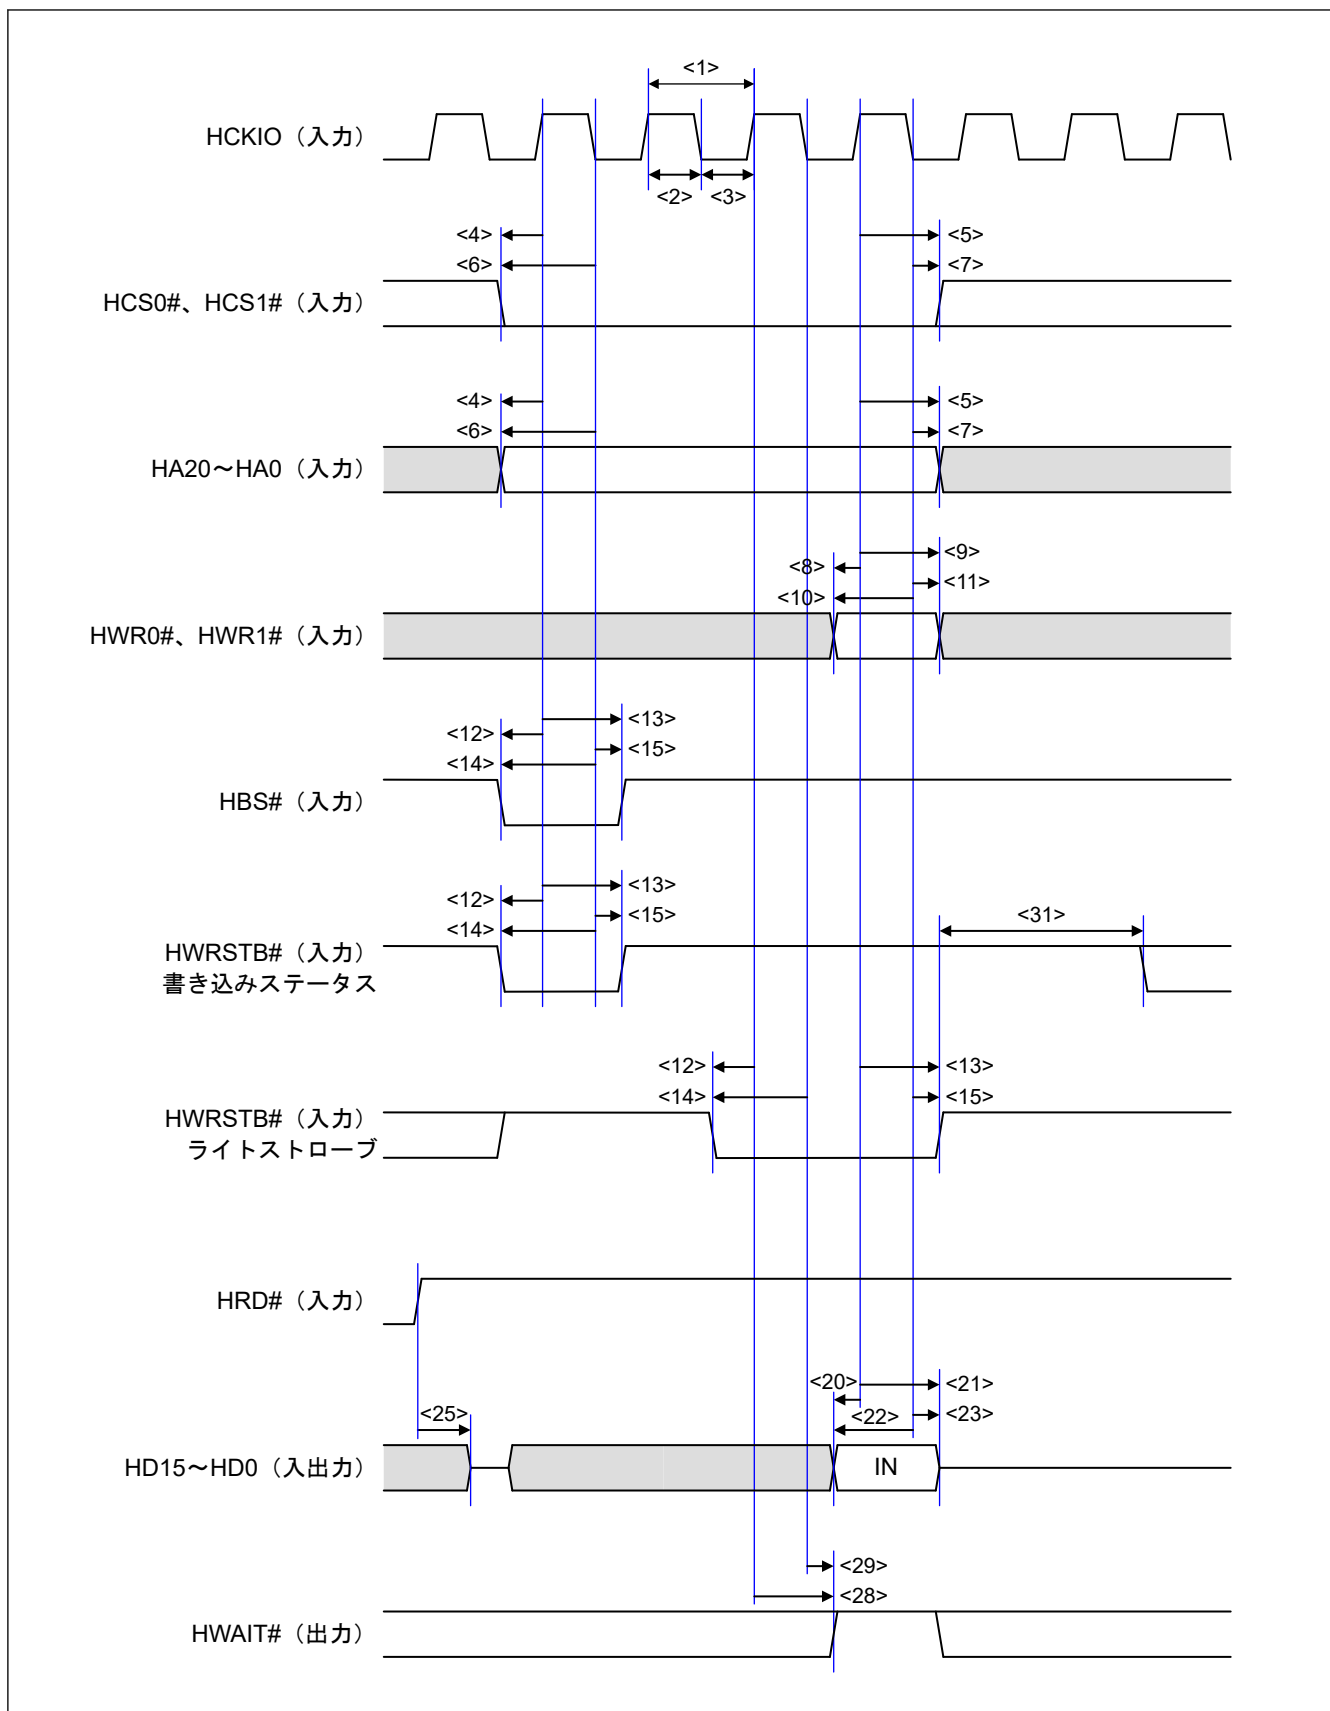 <1>
HCKIO（入力）
<2> <3>
<4> <5>
<6> <7>
HCS0#、HCS1#（入力）
<4> <5>
<6> <7>
HA20～HA0（入力）
<9>
<8>
<11>
<10>
HWR0#、HWR1#（入力）
<13>
<12>
<15>
<14>
HBS#（入力）
<13>
<12>
<15>
<31>
<14>
HWRSTB#（入力）
書き込みステータス
<12> <13>
<14> <15>
HWRSTB#（入力）
ライトストローブ
HRD#（入力）
<20> <21>
<25> <22> <23>
HD15～HD0（入出力） IN
<29>
<28>
HWAIT#（出力）